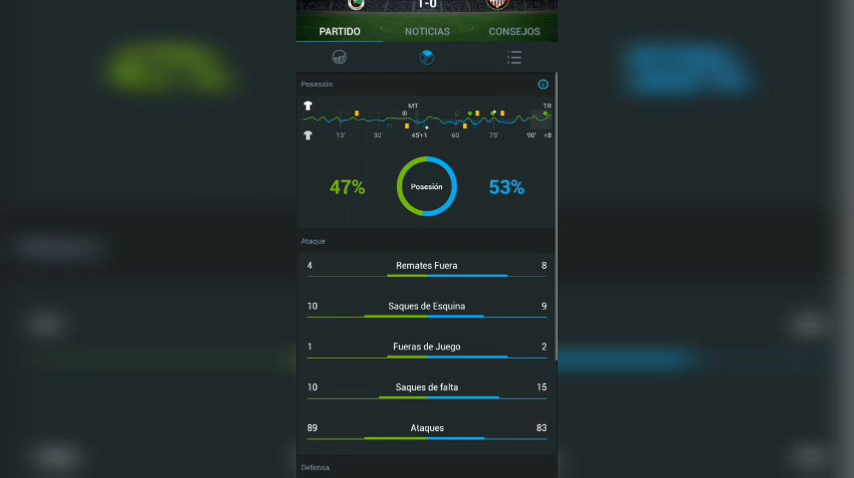 1-0
PARTIDO NOTICIAS CONSEJOS
Posesión
MT TR
15' 30' 45'+1 60' 75' 90' +8
47% Posesión 53%
Ataque
4 Remates Fuera 8
10 Saques de Esquina 9
1 Fueras de Juego 2
10 Saques de falta 15
89 Ataques 83
Defensa